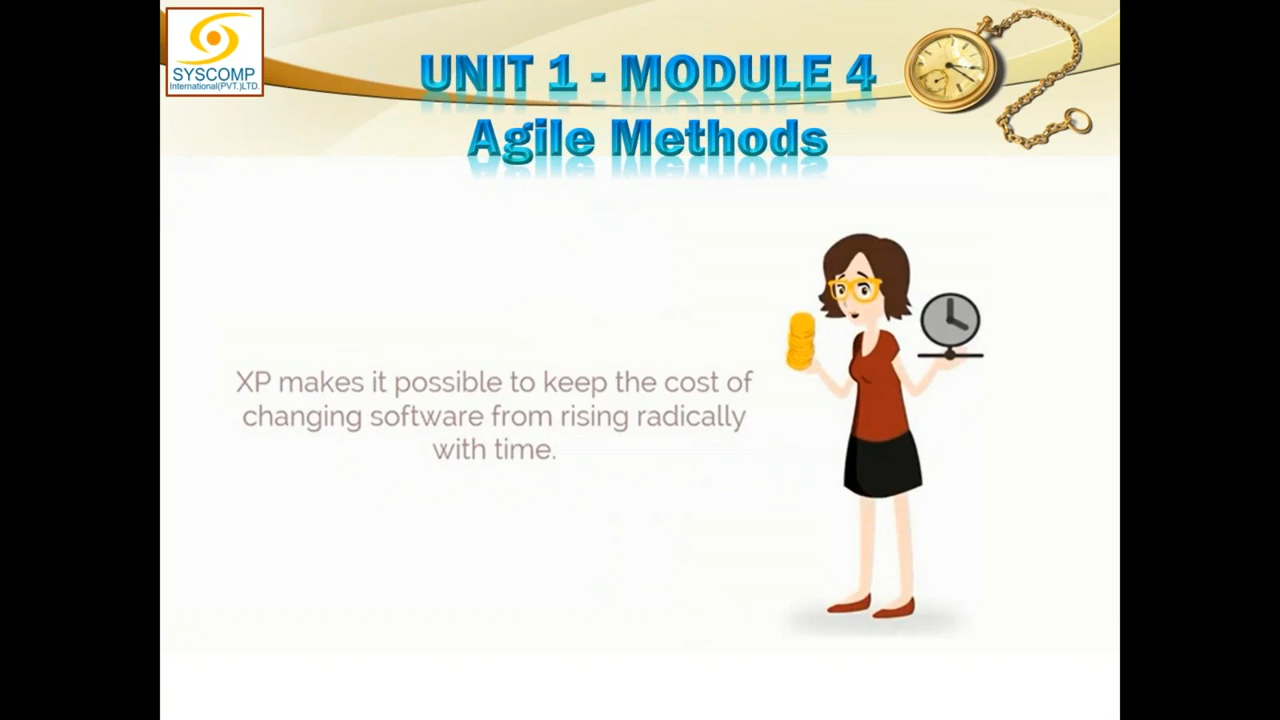 SYSCOMP
International(PVT.)LTD.
UNIT 1 - MODULE 4
Agile Methods
XP makes it possible to keep the cost of
changing software from rising radically
with time.